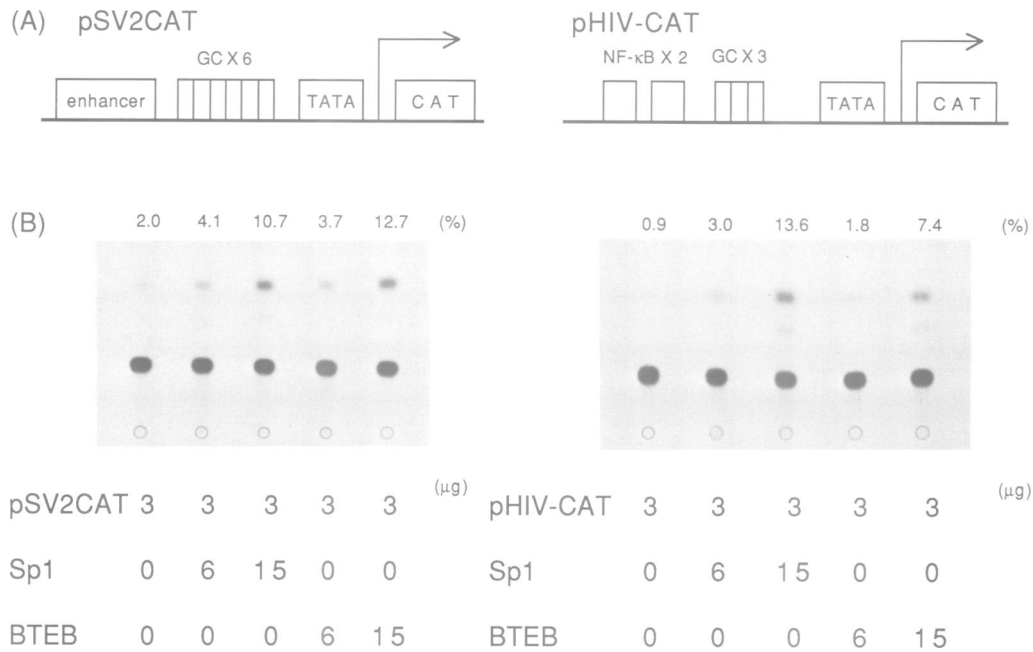 (A) pSV2CAT
GC X 6
enhancer TATA CAT
pHIV-CAT
NF-κB X 2 GC X 3
TATA CAT
(B) 2.0 4.1 10.7 3.7 12.7 (%)
0.9 3.0 13.6 1.8 7.4 (%)
(μg)
pSV2CAT 3 3 3 3 3
Sp1 0 6 15 0 0
BTEB 0 0 0 6 15
(μg)
pHIV-CAT 3 3 3 3 3
Sp1 0 6 15 0 0
BTEB 0 0 0 6 15